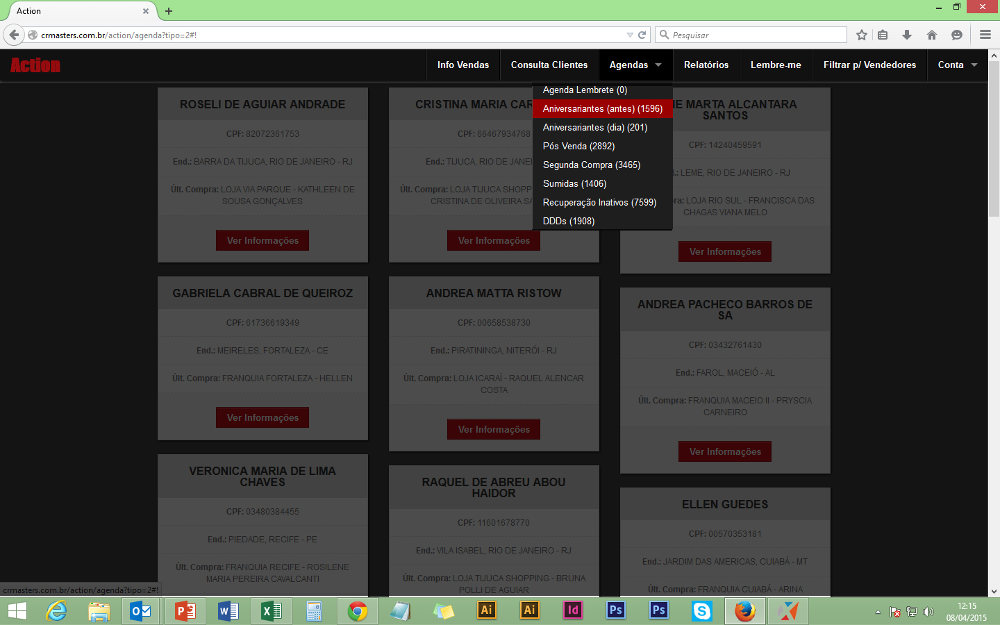 Action
crmasters.com.br/action/agenda?tipo=2#!
Pesquisar
Action
Info Vendas
Consulta Clientes
Agendas
Relatórios
Lembre-me
Filtrar p/ Vendedores
Conta
Agenda Lembrete (0)
Aniversariantes (antes) (1596)
Aniversariantes (dia) (201)
Pós Venda (2892)
Segunda Compra (3465)
Sumidas (1406)
Recuperação Inativos (7599)
DDDs (1908)
ROSELI DE AGUIAR ANDRADE
CPF: 82072361753
End.: BARRA DA TIJUCA, RIO DE JANEIRO - RJ
Últ. Compra: LOJA VIA PARQUE - KATHLEEN DE
SOUSA GONÇALVES
Ver Informações
CRISTINA MARIA
CPF: 66467934768
End.: TIJUCA, RIO DE
Últ. Compra: LOJA TIJUCA
CRISTINA DE OLIVEIRA
Ver Informações
MARTA ALCANTARA
SANTOS
CPF: 14240459591
LEME, RIO DE JANEIRO - RJ
LOJA RIO SUL - FRANCISCA DAS
CHAGAS VIANA MELO
Ver Informações
GABRIELA CABRAL DE QUEIROZ
CPF: 61736619349
End.: MEIRELES, FORTALEZA - CE
Últ. Compra: FRANQUIA FORTALEZA - HELLEN
Ver Informações
ANDREA MATTA RISTOW
CPF: 00658538730
End.: PIRATININGA, NITERÓI - RJ
Últ. Compra: LOJA ICARAÍ - RAQUEL ALENCAR
COSTA
Ver Informações
ANDREA PACHECO BARROS DE
SA
CPF: 03432761430
End.: FAROL, MACEIÓ - AL
Últ. Compra: FRANQUIA MACEIO II - PRYSCIA
CARNEIRO
Ver Informações
VERONICA MARIA DE LIMA
CHAVES
CPF: 03480384455
End.: PIEDADE, RECIFE - PE
Últ. Compra: FRANQUIA RECIFE - ROSILENE
MARIA PEREIRA CAVALCANTI
RAQUEL DE ABREU ABOU
HAIDOR
CPF: 11601678770
End.: VILA ISABEL, RIO DE JANEIRO - RJ
Últ. Compra: LOJA TIJUCA SHOPPING - BRUNA
POLLI DE AGUIAR
ELLEN GUEDES
CPF: 00570353181
End.: JARDIM DAS AMERICAS, CUIABÁ - MT
Últ. Compra: FRANQUIA CUIABÁ - ARINA
crmasters.com.br/action/agenda?tipo=2#!
Ai
Ai
Id
Ps
Ps
12:15
08/04/2015